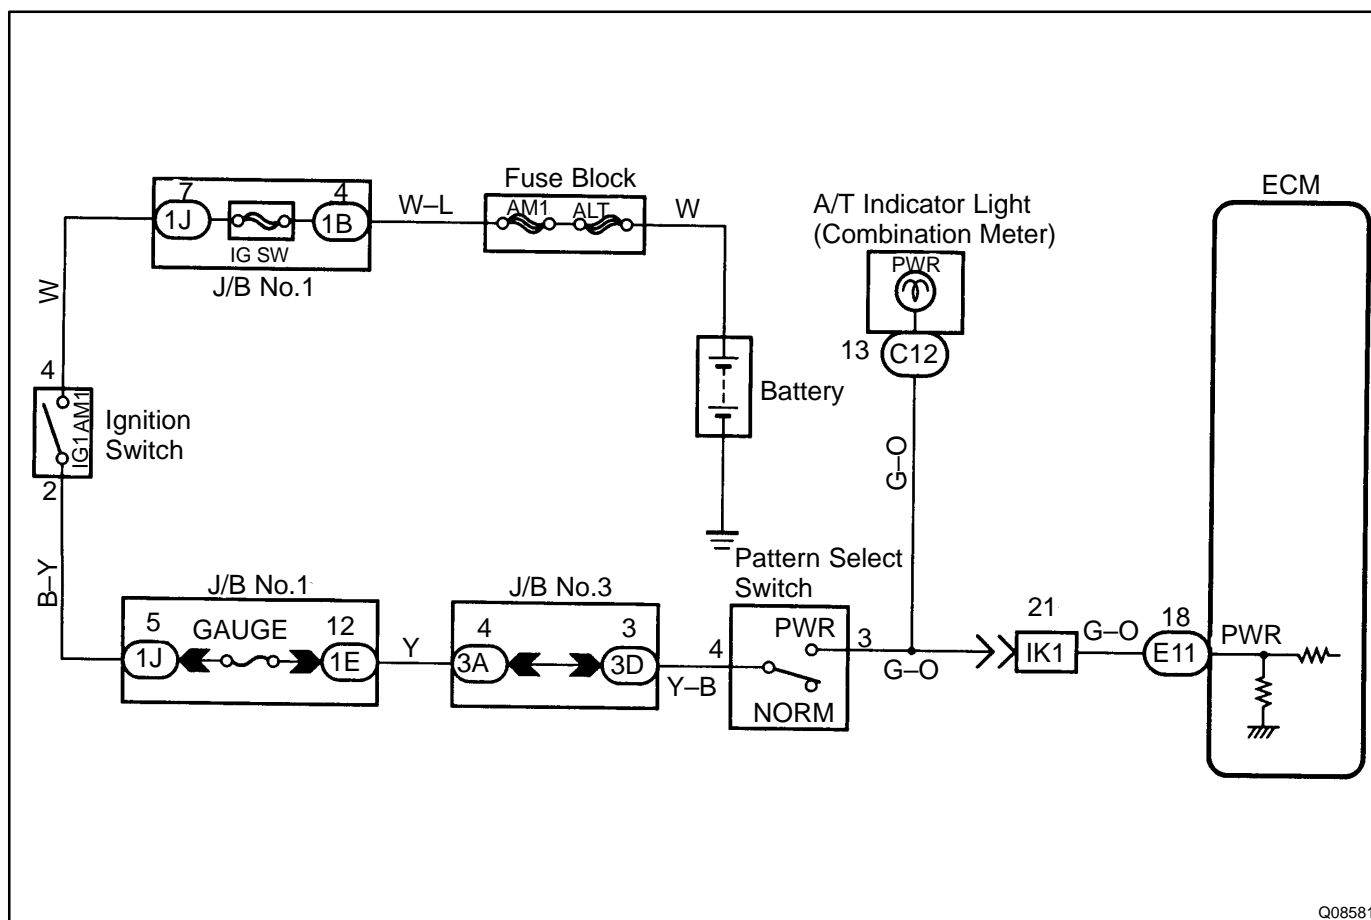 ECM
Fuse Block
A/T Indicator Light
(Combination Meter)
7
4
1J
1B
IG SW
J/B No.1
W–L
AM1
ALT
W
PWR
13
C12
W
4
AM1
IG1
Ignition
Switch
2
Battery
G–O
B–Y
J/B No.1
5
GAUGE
12
1J
1E
Y
J/B No.3
4
3
3A
3D
Y–B
Pattern Select
Switch
4
PWR
NORM
3
G–O
21
IK1
G–O
18
E11
PWR
Q08581